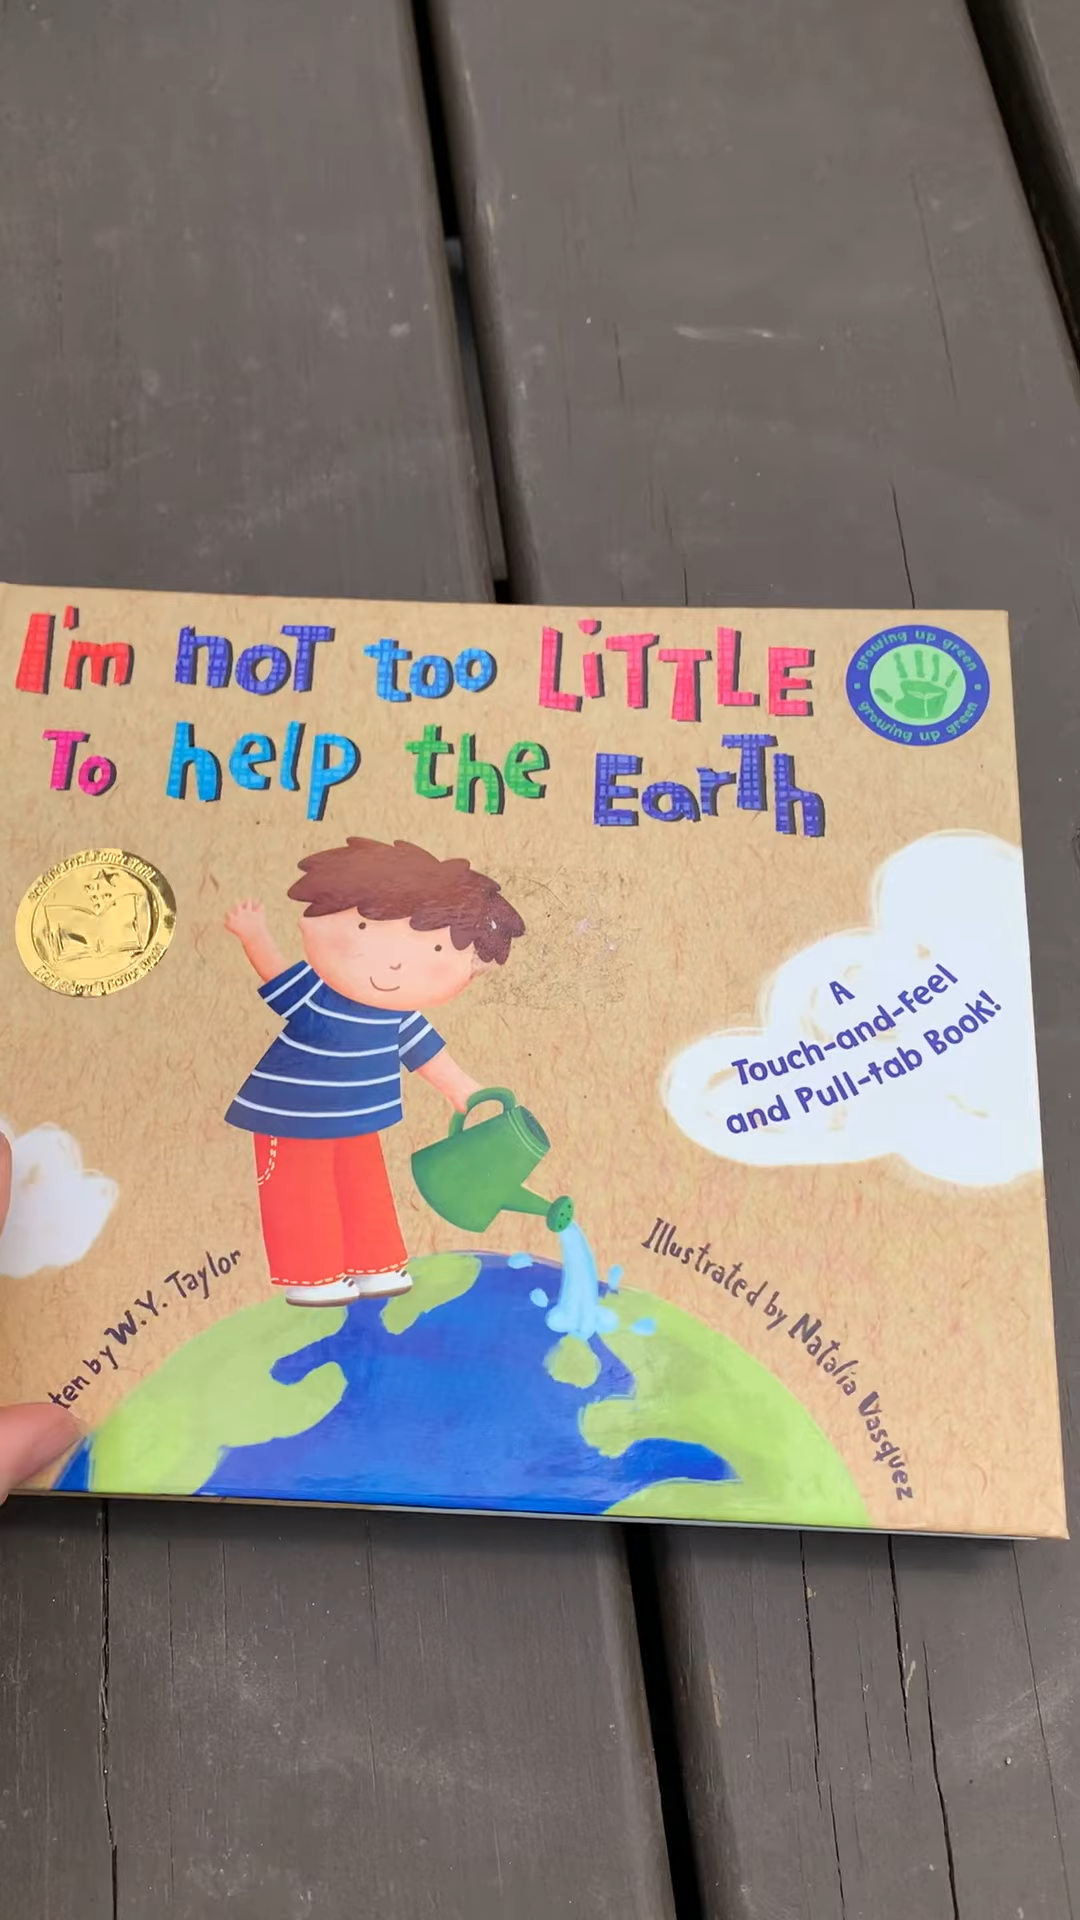 I'm not too LiTTLE
To help the Earth
growing up green
growing up green
A
Touch-and-Feel
and Pull-tab Book!
ten by W.Y. Taylor
Illustrated by Natalia Vasquez